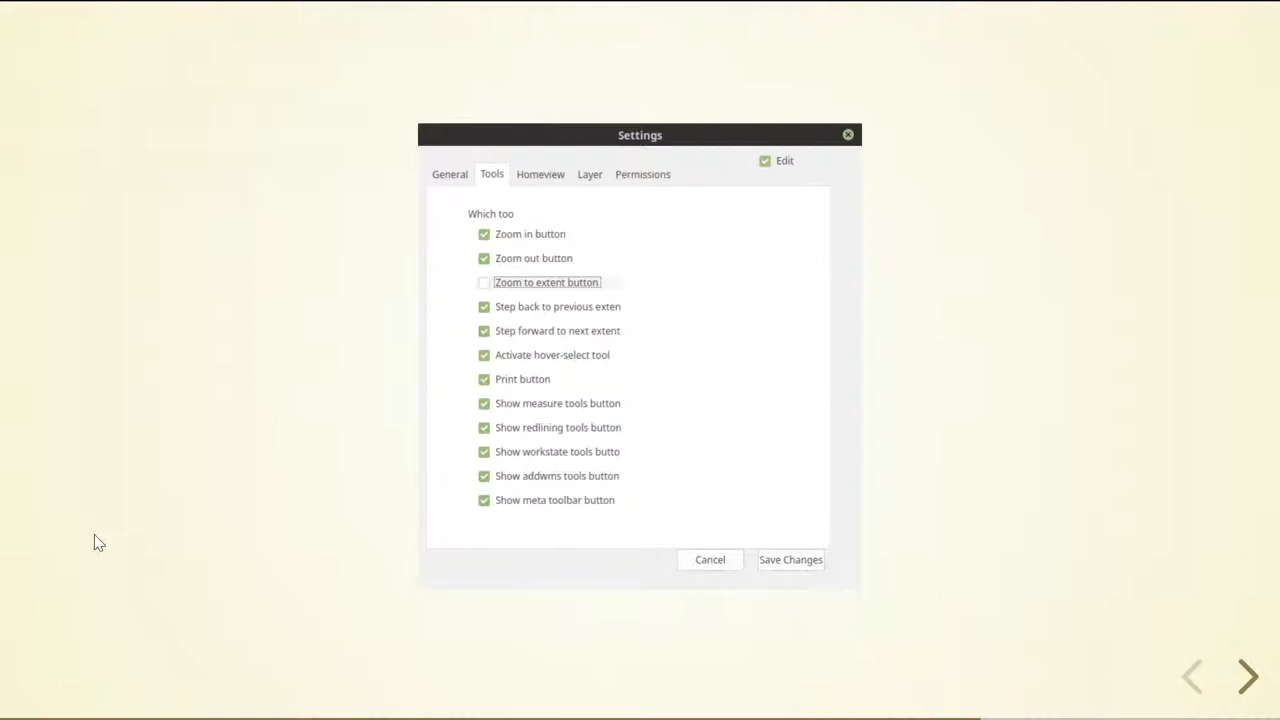 Settings
Edit
General Tools Homeview Layer Permissions
Which too
Zoom in button
Zoom out button
Zoom to extent button
Step back to previous exten
Step forward to next extent
Activate hover-select tool
Print button
Show measure tools button
Show redlining tools button
Show workstate tools butto
Show addwms tools button
Show meta toolbar button
Cancel Save Changes